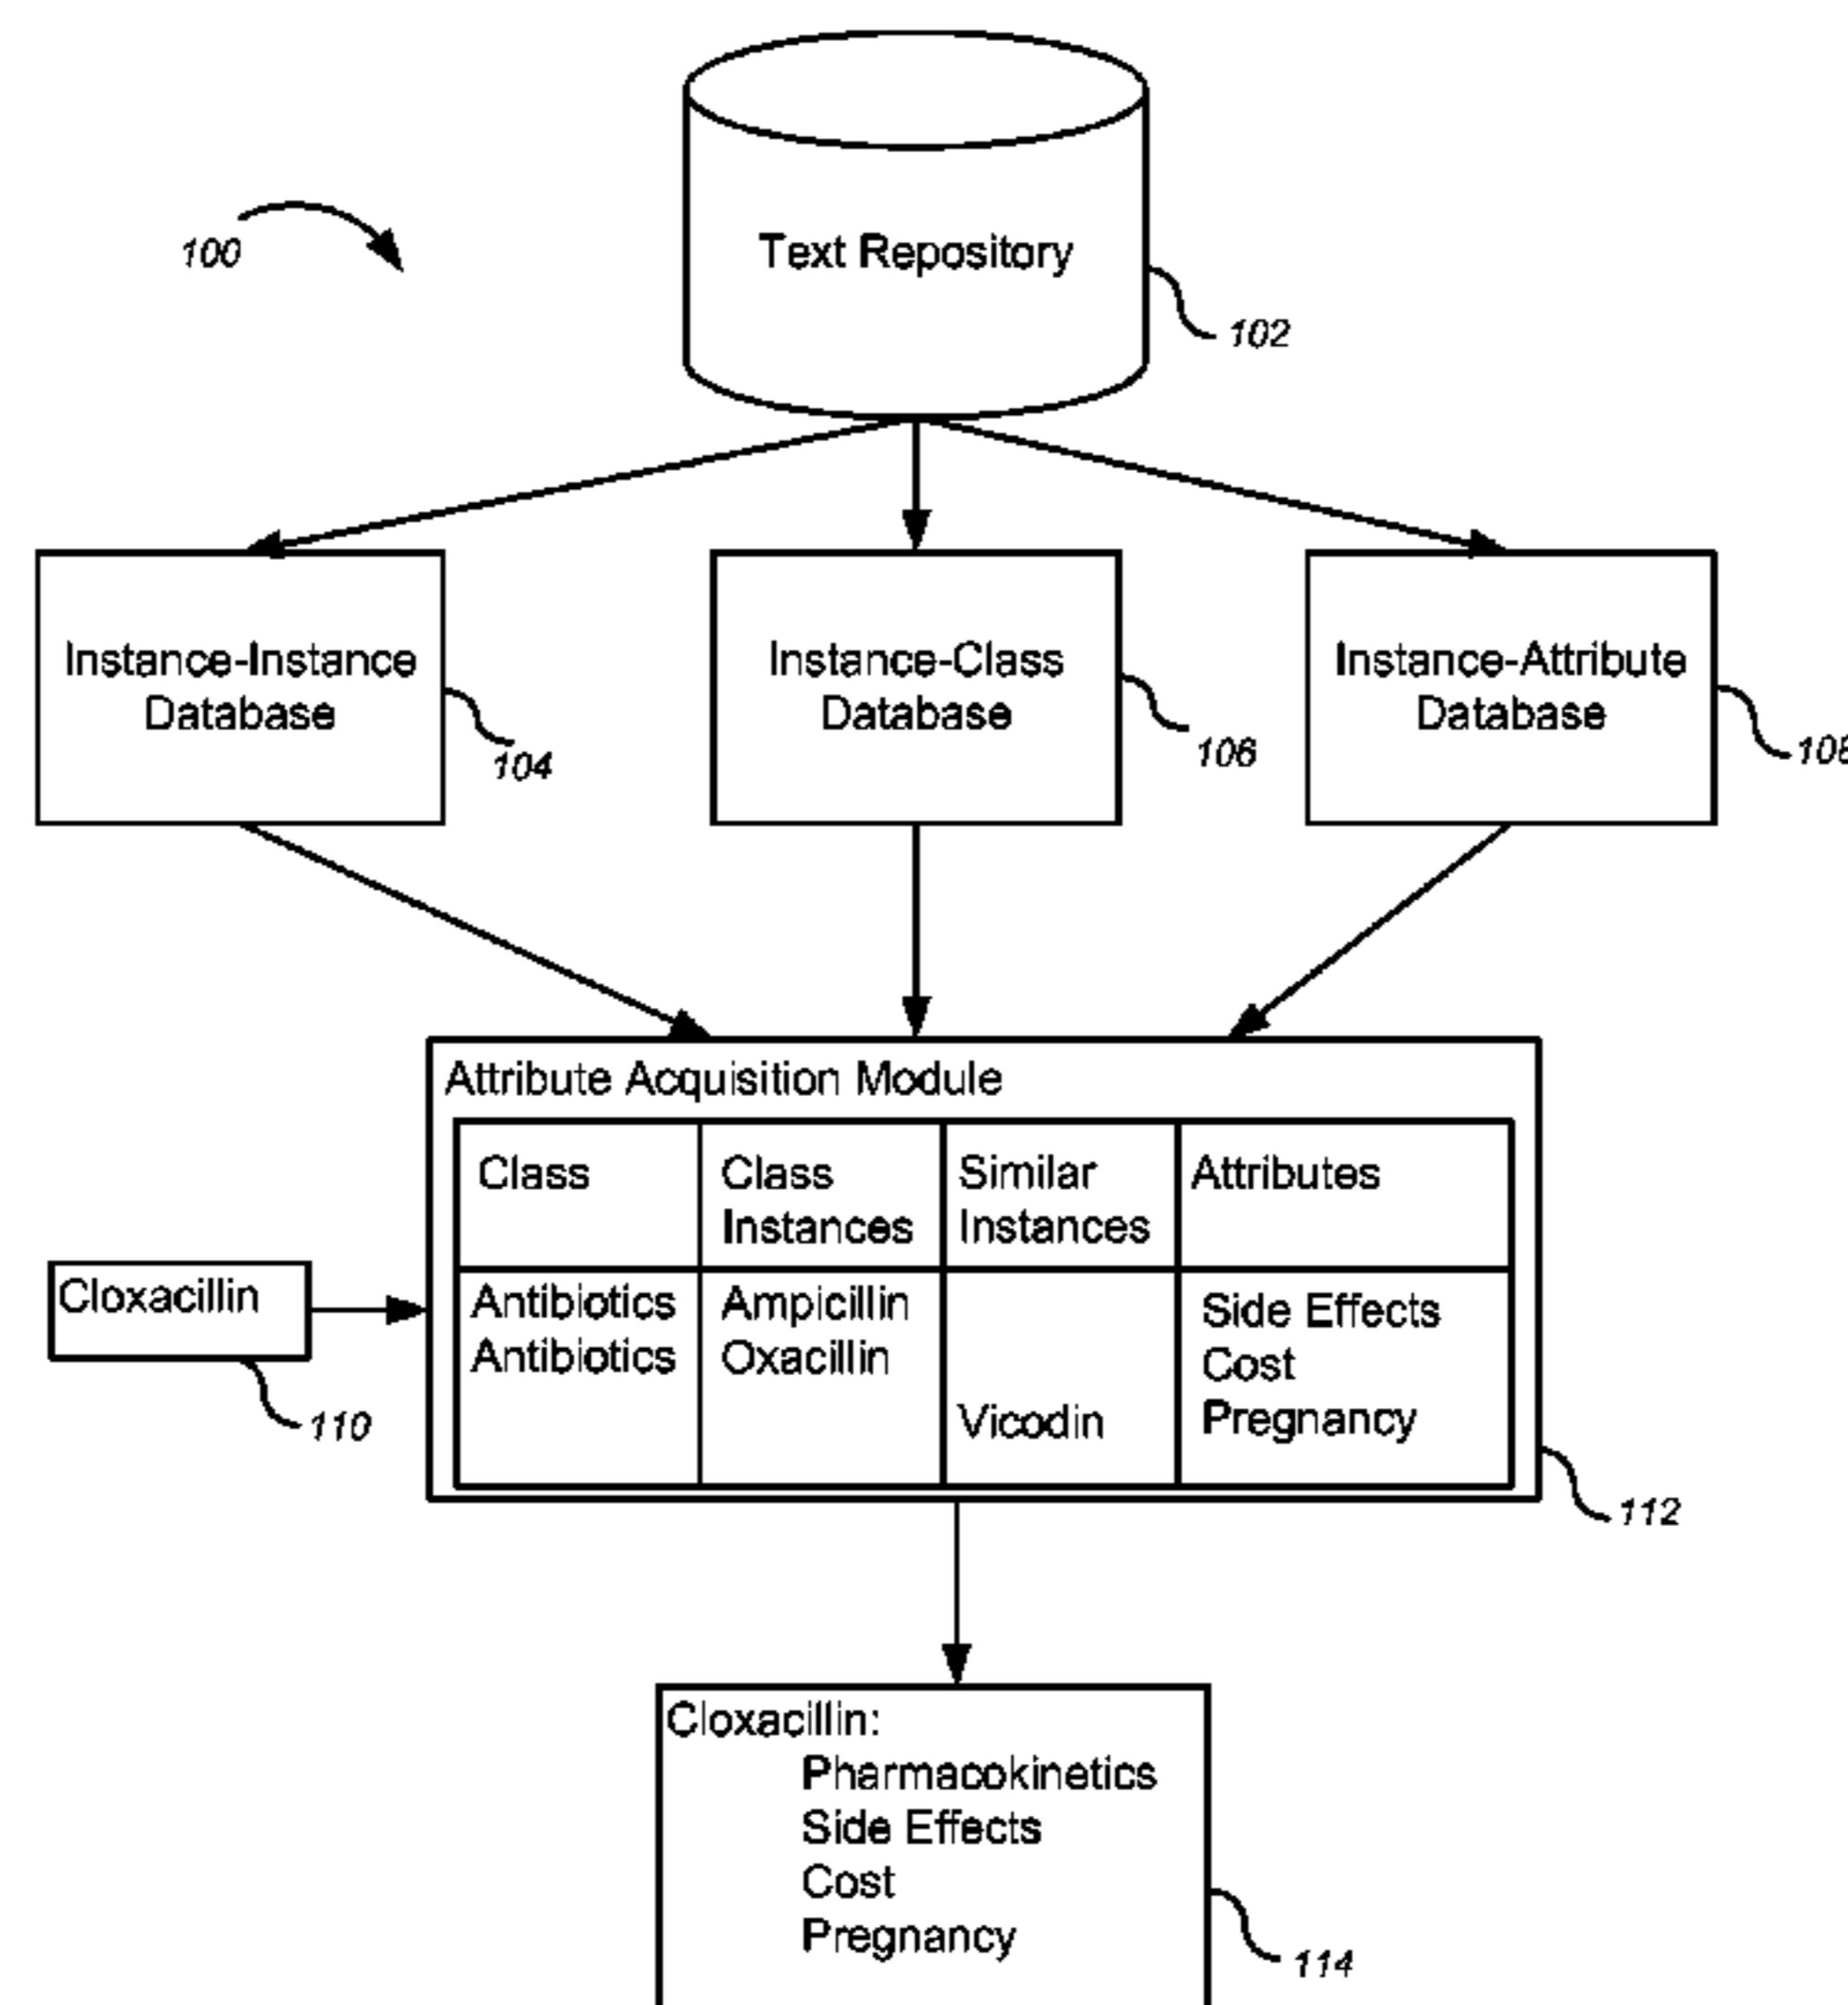 100
Text Repository
102
Instance-Instance
Database
104
Instance-Class
Database
106
Instance-Attribute
Database
108
Attribute Acquisition Module
Class
Class
Instances
Similar
Instances
Attributes
Antibiotics
Antibiotics
Ampicillin
Oxacillin
Vicodin
Side Effects
Cost
Pregnancy
Cloxacillin
110
112
Cloxacillin:
Pharmacokinetics
Side Effects
Cost
Pregnancy
114